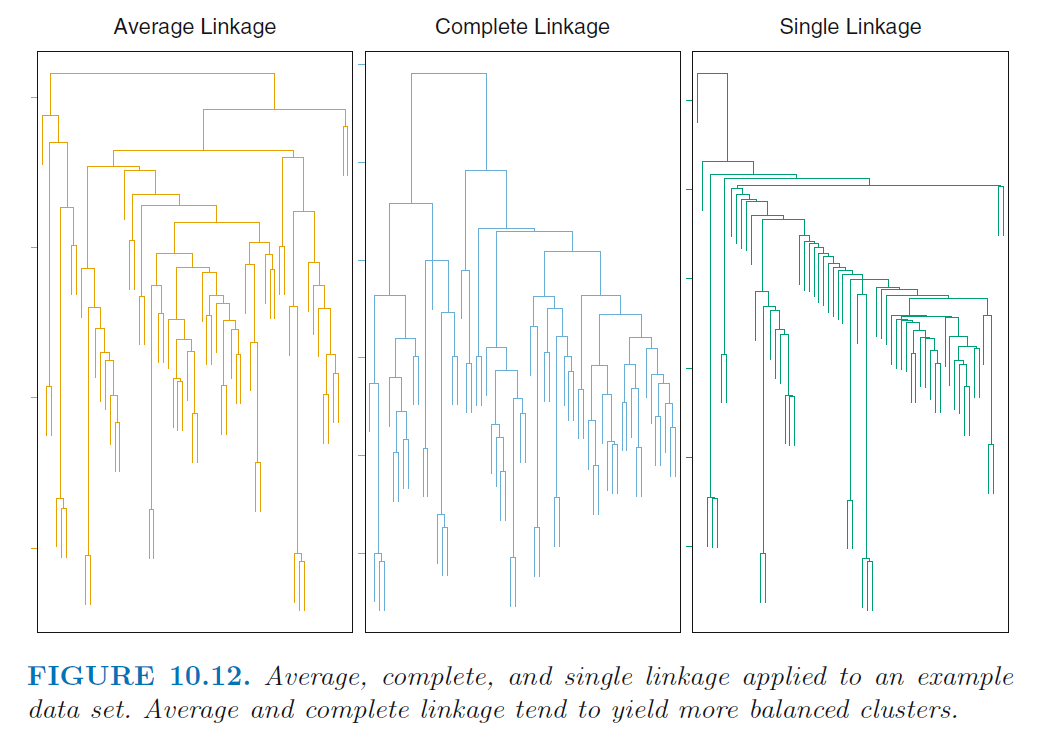 Average Linkage
Complete Linkage
Single Linkage
FIGURE 10.12. Average, complete, and single linkage applied to an example
data set. Average and complete linkage tend to yield more balanced clusters.